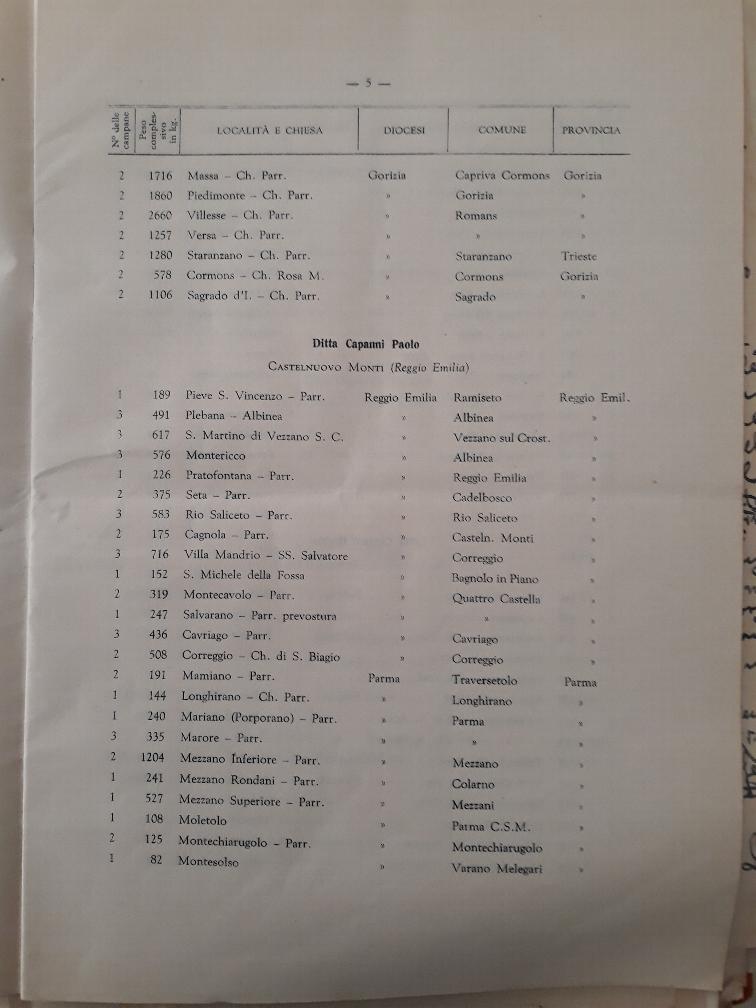 — 5 —
Nº delle campane Peso complessivo in kg. LOCALITÀ E CHIESA DIOCESI COMUNE PROVINCIA
2 1716 Massa – Ch. Parr. Gorizia Capriva Cormons Gorizia
2 1860 Piedimonte – Ch. Parr. » Gorizia »
2 2660 Villesse – Ch. Parr. » Romans »
2 1257 Versa – Ch. Parr. » » »
2 1280 Staranzano – Ch. Parr. » Staranzano Trieste
2 578 Cormons – Ch. Rosa M. » Cormons Gorizia
2 1106 Sagrado d'I. – Ch. Parr. » Sagrado »
Ditta Capanni Paolo
CASTELNUOVO MONTI (Reggio Emilia)
1 189 Pieve S. Vincenzo – Parr. Reggio Emilia Ramiseto Reggio Emil.
3 491 Plebana – Albinea » Albinea »
3 617 S. Martino di Vezzano S. C. » Vezzano sul Crost. »
3 576 Montericco » Albinea »
1 226 Pratofontana – Parr. » Reggio Emilia »
2 375 Seta – Parr. » Cadelbosco »
3 583 Rio Saliceto – Parr. » Rio Saliceto »
2 175 Cagnola – Parr. » Casteln. Monti »
3 716 Villa Mandrio – SS. Salvatore » Correggio »
1 152 S. Michele della Fossa » Bagnolo in Piano »
2 319 Montecavolo – Parr. » Quattro Castella »
1 247 Salvarano – Parr. prevostura » » »
3 436 Cavriago – Parr. » Cavriago »
2 508 Correggio – Ch. di S. Biagio » Correggio »
2 191 Mamiano – Parr. Parma Traversetolo Parma
1 144 Longhirano – Ch. Parr. » Longhirano »
1 240 Mariano (Porporano) – Parr. » Parma »
3 335 Marore – Parr. » » »
2 1204 Mezzano Inferiore – Parr. » Mezzano »
1 241 Mezzano Rondani – Parr. » Colarno »
1 527 Mezzano Superiore – Parr. » Mezzani »
1 108 Moletolo » Parma C.S.M. »
2 125 Montechiarugolo – Parr. » Montechiarugolo »
1 82 Montesolso » Varano Melegari »